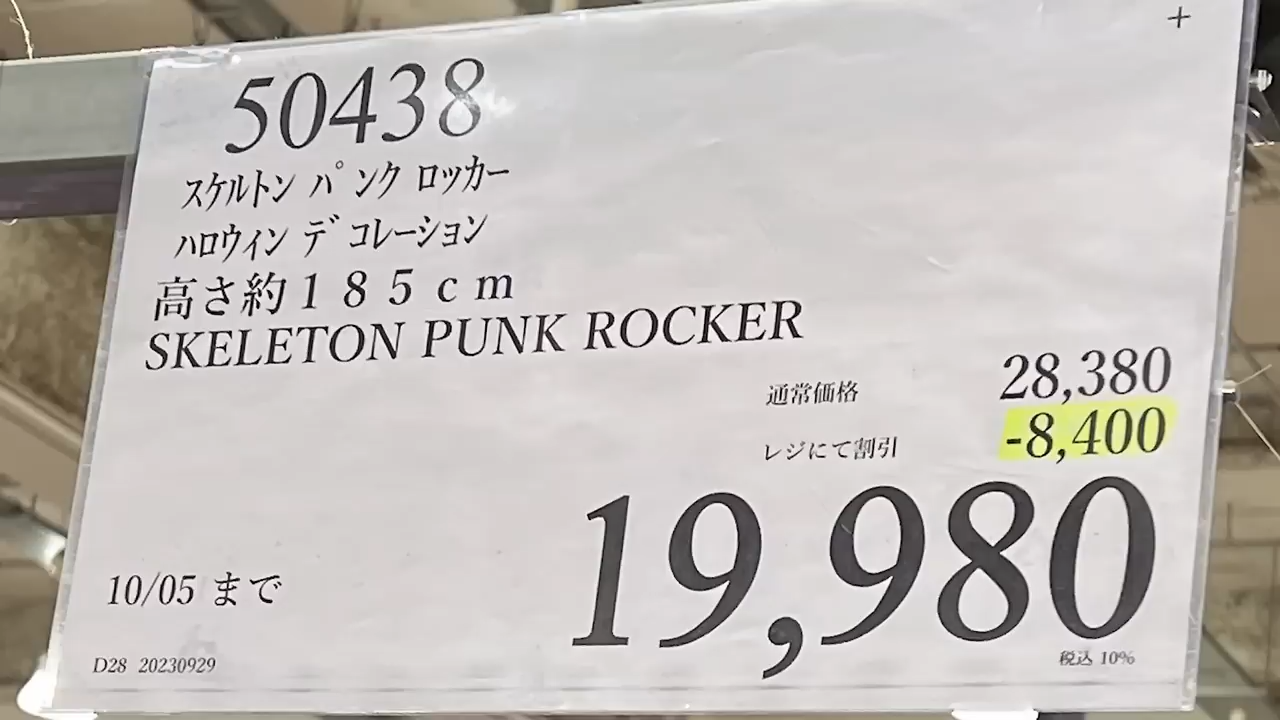 +
50438
スケルトン パンク ロッカー
ハロウィン デコレーション
高さ約185cm
SKELETON PUNK ROCKER
通常価格 28,380
レジにて割引 -8,400
19,980
10/05 まで
税込 10%
D28 20230929